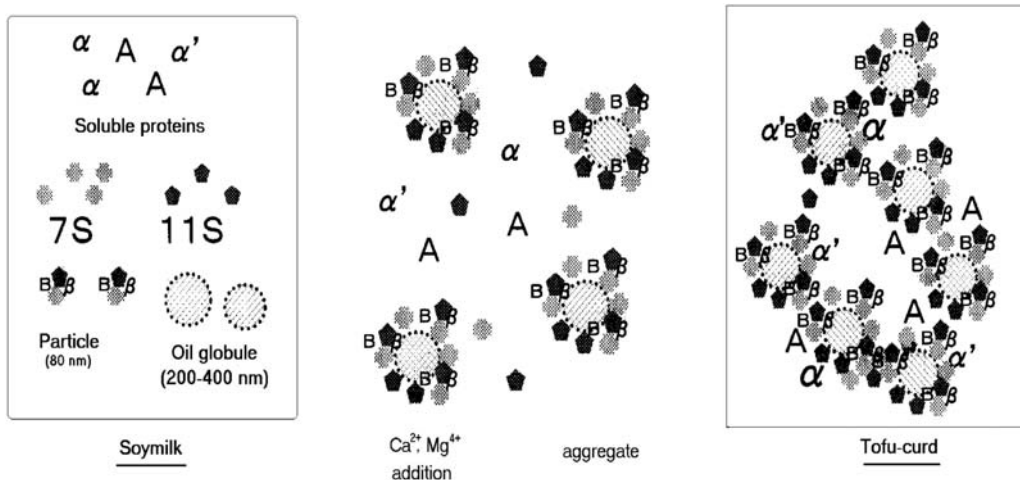 α A α’
α A
Soluble proteins
7S 11S
B β B β
Particle
(80 nm)
Oil globule
(200-400 nm)
Soymilk
B β
B β
B β
B β
B β
B β
α
α’
A
A
B β
B β
B β
B β
B β
B β
Ca²⁺, Mg⁴⁺
addition
aggregate
B β
B β
α’ B β
α
B β
B β
B β
B β
A
A
B β
α’
B β
B β
B β
A
B β
A
B β
α
B β
α’
B β
Tofu-curd